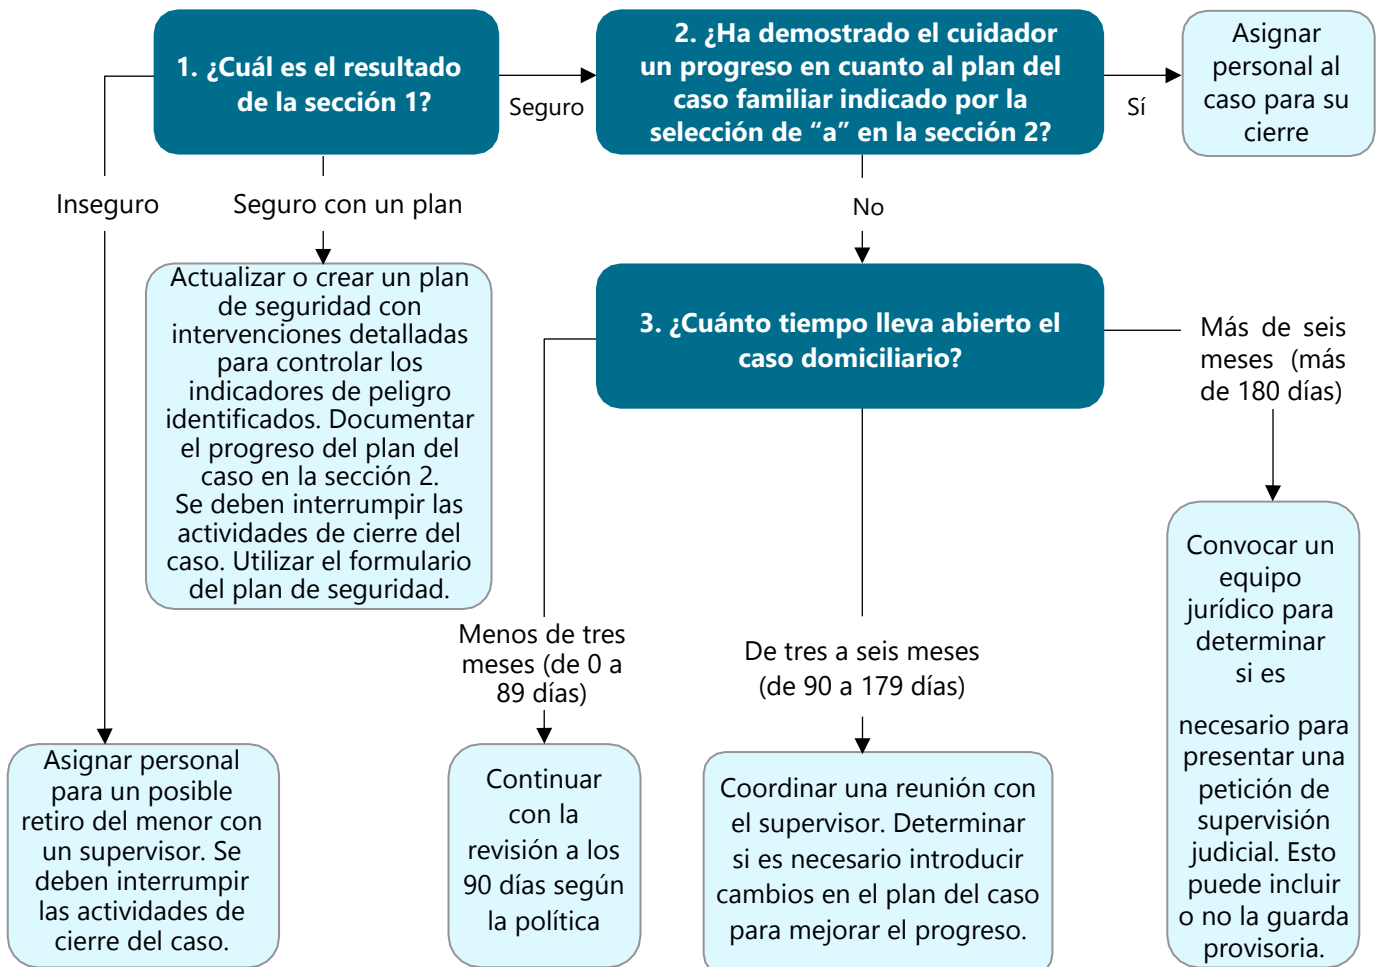 1. ¿Cuál es el resultado
de la sección 1?
Seguro
2. ¿Ha demostrado el cuidador
un progreso en cuanto al plan del
caso familiar indicado por la
selección de “a” en la sección 2?
Sí
Asignar
personal al
caso para su
cierre
Inseguro
Seguro con un plan
No
Actualizar o crear un plan
de seguridad con
intervenciones detalladas
para controlar los
indicadores de peligro
identificados. Documentar
el progreso del plan del
caso en la sección 2.
Se deben interrumpir las
actividades de cierre del
caso. Utilizar el formulario
del plan de seguridad.
3. ¿Cuánto tiempo lleva abierto el
caso domiciliario?
Más de seis
meses (más
de 180 días)
Menos de tres
meses (de 0 a
89 días)
De tres a seis meses
(de 90 a 179 días)
Asignar personal
para un posible
retiro del menor con
un supervisor. Se
deben interrumpir
las actividades de
cierre del caso.
Continuar
con la
revisión a los
90 días según
la política
Coordinar una reunión con
el supervisor. Determinar
si es necesario introducir
cambios en el plan del caso
para mejorar el progreso.
Convocar un
equipo
jurídico para
determinar
si es
necesario para
presentar una
petición de
supervisión
judicial. Esto
puede incluir
o no la guarda
provisoria.